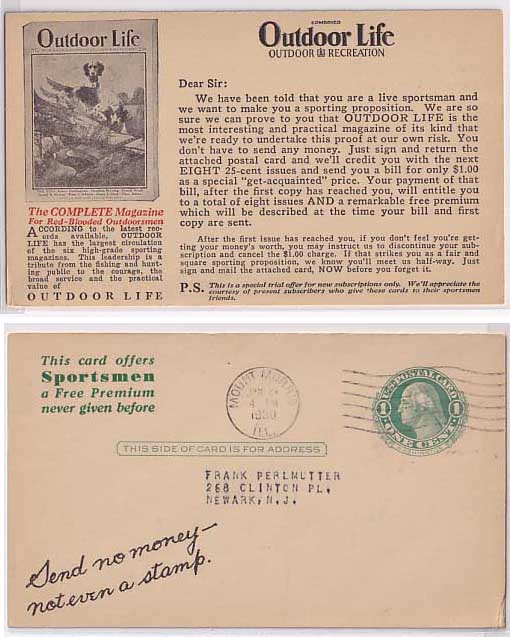 Outdoor Life
The COMPLETE Magazine
For Red-Blooded Outdoorsmen
ACCORDING to the latest rec-
ords available, OUTDOOR
LIFE has the largest circulation
of the six high-grade sporting
magazines. This leadership is a
tribute from the fishing and hunt-
ing public to the courage, the
broad service and the practical
value of
OUTDOOR LIFE
COMBINED
Outdoor Life
OUTDOOR RECREATION
Dear Sir:
We have been told that you are a live sportsman and
we want to make you a sporting proposition. We are so
sure we can prove to you that OUTDOOR LIFE is the
most interesting and practical magazine of its kind that
we're ready to undertake this proof at our own risk. You
don't have to send any money. Just sign and return the
attached postal card and we'll credit you with the next
EIGHT 25-cent issues and send you a bill for only $1.00
as a special "get-acquainted" price. Your payment of that
bill, after the first copy has reached you, will entitle you
to a total of eight issues AND a remarkable free premium
which will be described at the time your bill and first
copy are sent.
After the first issue has reached you, if you don't feel you're get-
ting your money's worth, you may instruct us to discontinue your sub-
scription and cancel the $1.00 charge. If that strikes you as a fair and
square sporting proposition, we know you'll meet us half-way. Just
sign and mail the attached card, NOW before you forget it.
P.S. This is a special trial offer for new subscriptions only. We'll appreciate the
courtesy of present subscribers who give these cards to their sportsmen
friends.
This card offers
Sportsmen
a Free Premium
never given before
MOUNT MORRIS
1930
ILL.
U.S. POSTAL CARD
1 ONE CENT 1
THIS SIDE OF CARD IS FOR ADDRESS
FRANK PERLMUTTER
268 CLINTON PL.
NEWARK, N.J.
Send no money—
not even a stamp.